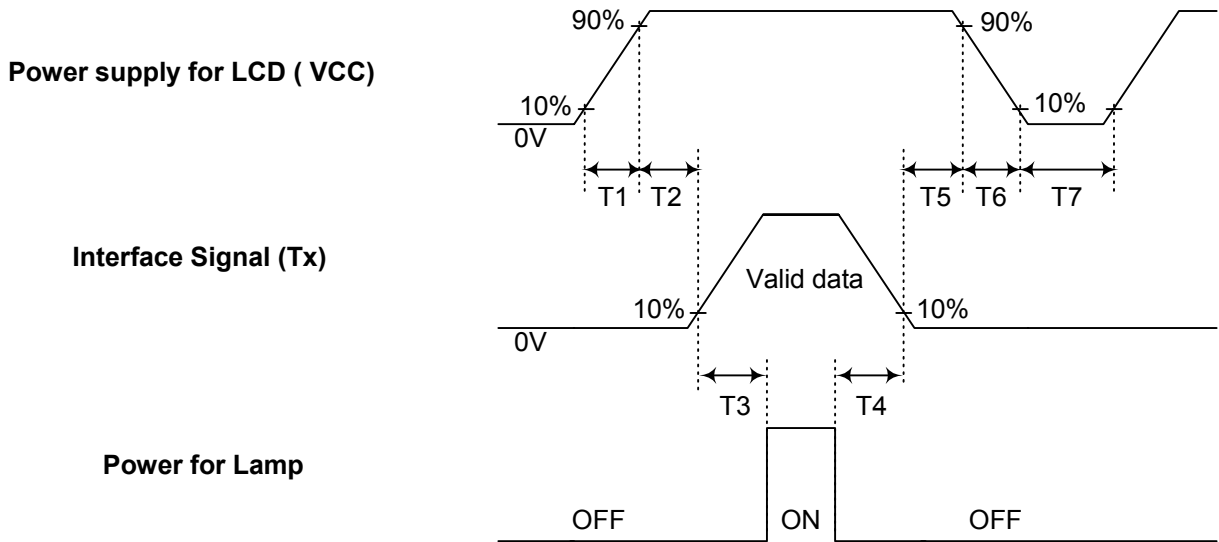 90%
90%
Power supply for LCD ( VCC)
10%
10%
0V
T1 T2
T5 T6 T7
Interface Signal (Tx)
Valid data
10%
10%
0V
T3
T4
Power for Lamp
OFF
ON
OFF